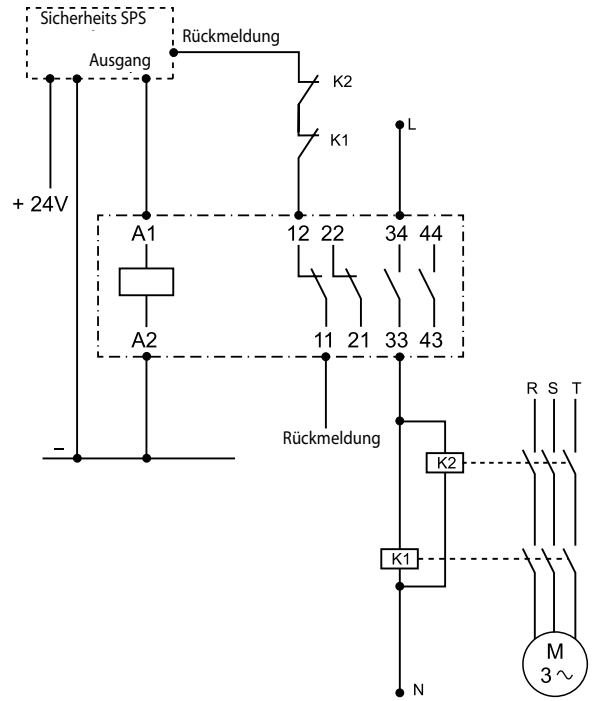 Sicherheits SPS
Rückmeldung
Ausgang
K2
K1
L
+ 24V
A1
12 22 34 44
A2
11 21 33 43
Rückmeldung
R S T
–
K2
K1
M
3 ~
N